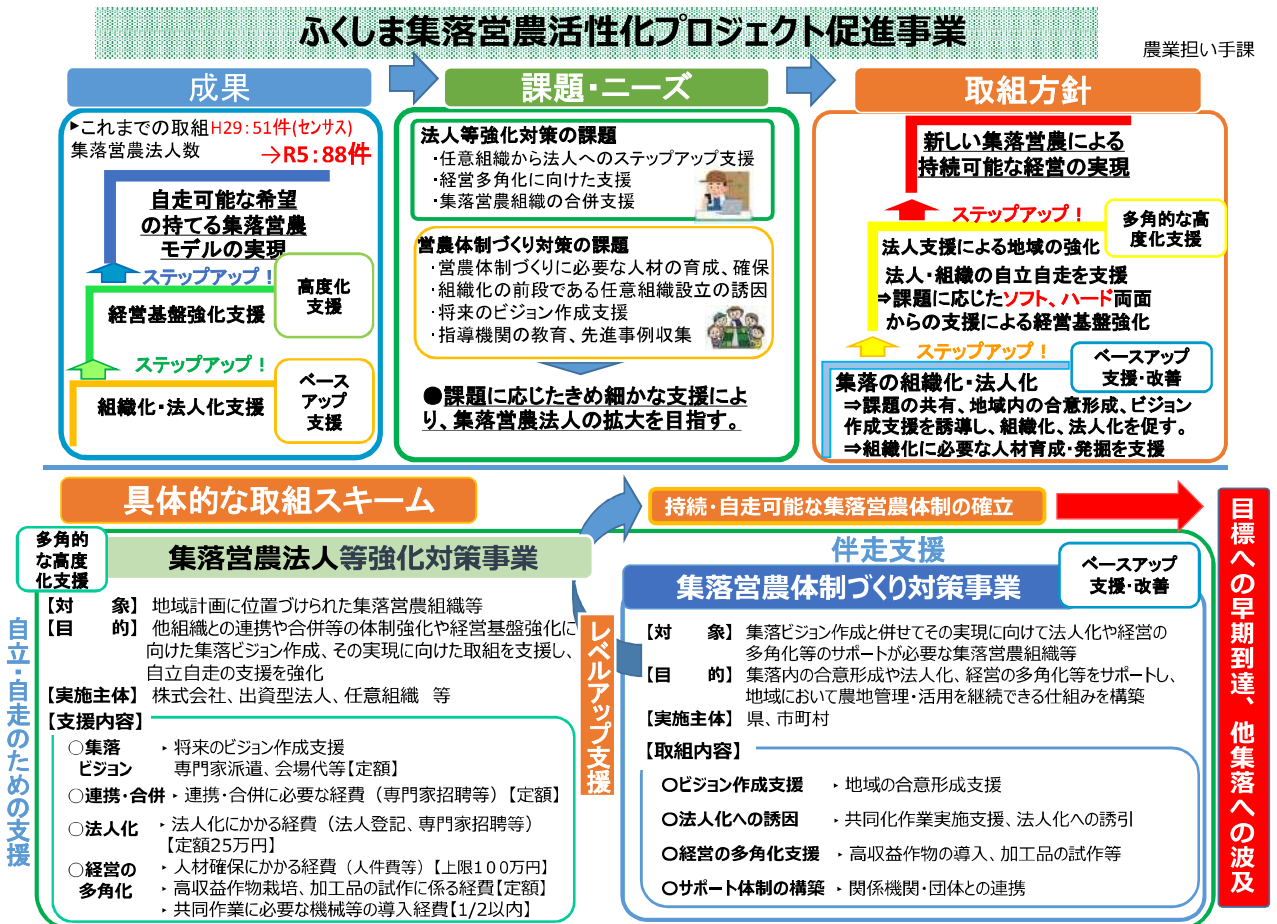 ふくしま集落営農活性化プロジェクト促進事業
農業担い手課
成果
▶これまでの取組H29:51件(センサス)
集落営農法人数 →R5:88件
自走可能な希望
の持てる集落営農
モデルの実現
ステップアップ！
高度化
支援
経営基盤強化支援
ステップアップ！
ベース
アップ
支援
組織化・法人化支援
課題・ニーズ
法人等強化対策の課題
・任意組織から法人へのステップアップ支援
・経営多角化に向けた支援
・集落営農組織の合併支援
営農体制づくり対策の課題
・営農体制づくりに必要な人材の育成、確保
・組織化の前段である任意組織設立の誘因
・将来のビジョン作成支援
・指導機関の教育、先進事例収集
●課題に応じたきめ細かな支援によ
り、集落営農法人の拡大を目指す。
取組方針
新しい集落営農による
持続可能な経営の実現
ステップアップ！
多角的な高
度化支援
法人支援による地域の強化
法人・組織の自立自走を支援
⇒課題に応じたソフト、ハード両面
からの支援による経営基盤強化
ステップアップ！
ベースアップ
支援・改善
集落の組織化・法人化
⇒課題の共有、地域内の合意形成、ビジョン
作成支援を誘導し、組織化、法人化を促す。
⇒組織化に必要な人材育成・発掘を支援
具体的な取組スキーム
持続・自走可能な集落営農体制の確立
目標への早期到達、他集落への波及
自立・自走のための支援
多角的
な高度
化支援
集落営農法人等強化対策事業
【対　象】 地域計画に位置づけられた集落営農組織等
【目　的】 他組織との連携や合併等の体制強化や経営基盤強化に
向けた集落ビジョン作成、その実現に向けた取組を支援し、
自立自走の支援を強化
【実施主体】 株式会社、出資型法人、任意組織　等
【支援内容】
○集落 ▸ 将来のビジョン作成支援
ビジョン 専門家派遣、会場代等【定額】
○連携・合併 ▸ 連携・合併に必要な経費（専門家招聘等）【定額】
○法人化 ▸ 法人化にかかる経費（法人登記、専門家招聘等）
【定額25万円】
○経営の ▸ 人材確保にかかる経費（人件費等）【上限１００万円】
多角化 ▸ 高収益作物栽培、加工品の試作に係る経費【定額】
▸ 共同作業に必要な機械等の導入経費【1/2以内】
レベルアップ支援
伴走支援
ベースアップ
支援・改善
集落営農体制づくり対策事業
【対　象】 集落ビジョン作成と併せてその実現に向けて法人化や経営の
多角化等のサポートが必要な集落営農組織等
【目　的】 集落内の合意形成や法人化、経営の多角化等をサポートし、
地域において農地管理・活用を継続できる仕組みを構築
【実施主体】 県、市町村
【取組内容】
○ビジョン作成支援 ▸ 地域の合意形成支援
○法人化への誘因 ▸ 共同化作業実施支援、法人化への誘引
○経営の多角化支援 ▸ 高収益作物の導入、加工品の試作等
○サポート体制の構築 ▸ 関係機関・団体との連携